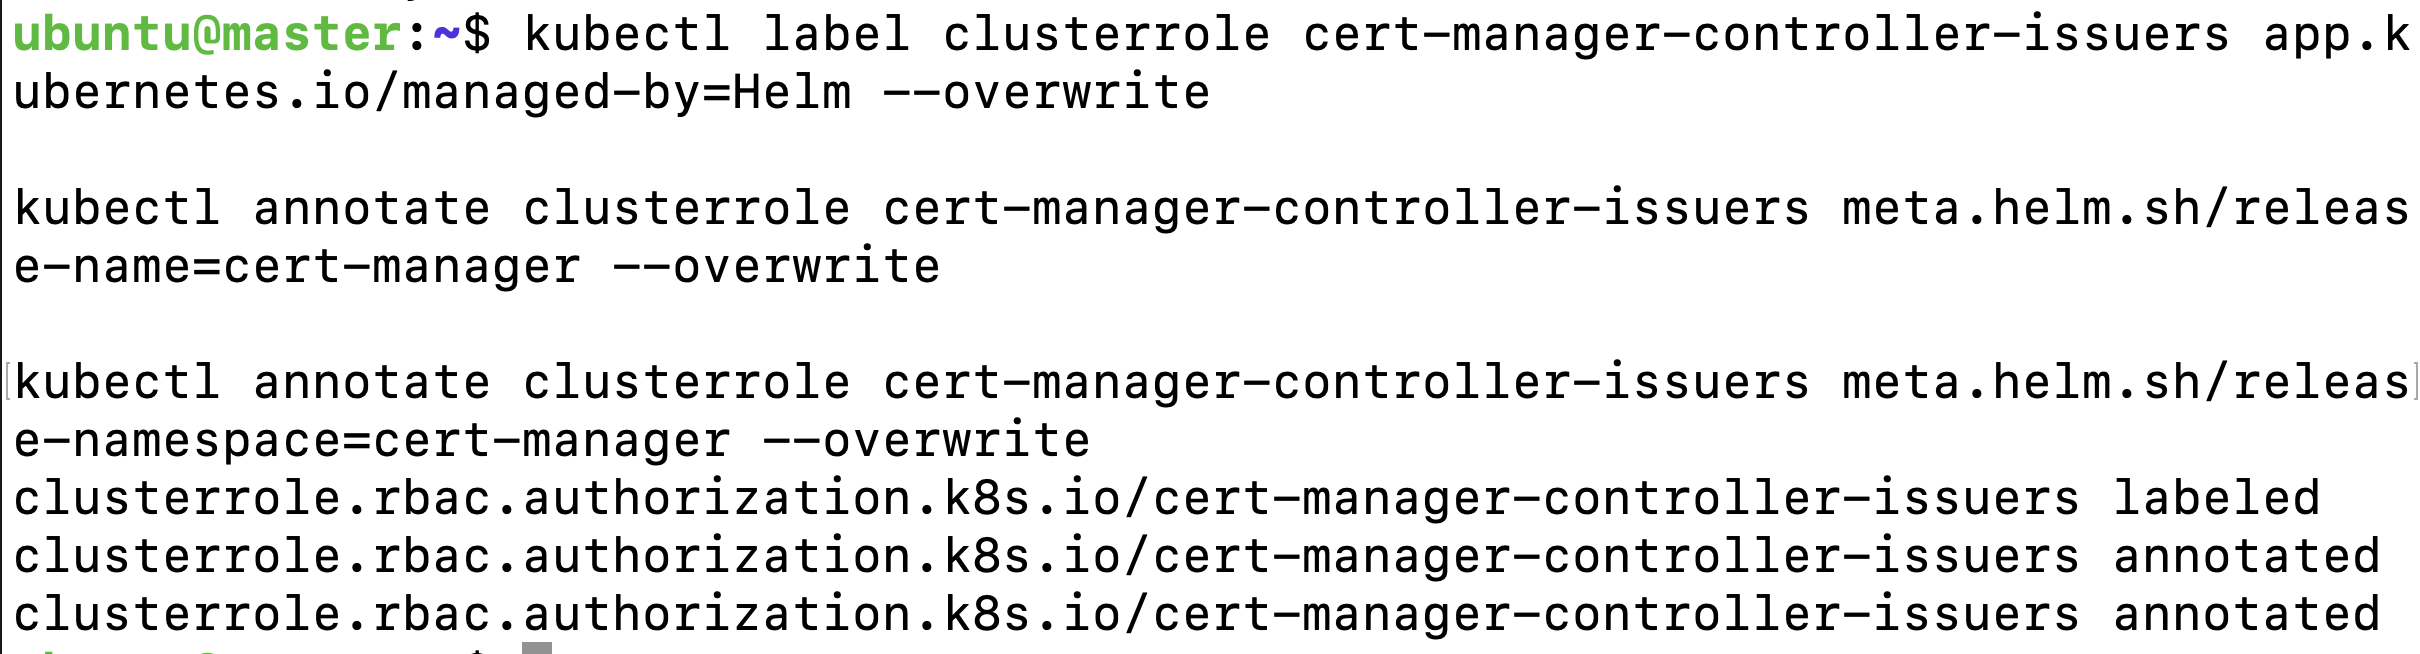 ubuntu@master:~$ kubectl label clusterrole cert-manager-controller-issuers app.k
ubernetes.io/managed-by=Helm --overwrite
kubectl annotate clusterrole cert-manager-controller-issuers meta.helm.sh/releas
e-name=cert-manager --overwrite
[kubectl annotate clusterrole cert-manager-controller-issuers meta.helm.sh/releas]
e-namespace=cert-manager --overwrite
clusterrole.rbac.authorization.k8s.io/cert-manager-controller-issuers labeled
clusterrole.rbac.authorization.k8s.io/cert-manager-controller-issuers annotated
clusterrole.rbac.authorization.k8s.io/cert-manager-controller-issuers annotated